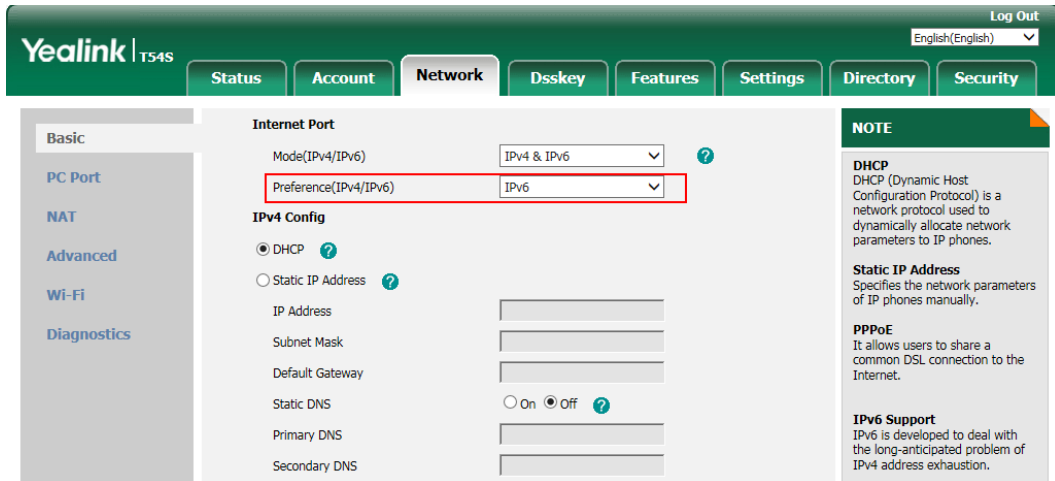 Log Out
English(English)
Yealink | T54S
Status Account Network Dsskey Features Settings Directory Security
Basic
PC Port
NAT
Advanced
Wi-Fi
Diagnostics
Internet Port
Mode(IPv4/IPv6) IPv4 & IPv6 ?
Preference(IPv4/IPv6) IPv6
IPv4 Config
DHCP ?
Static IP Address ?
IP Address
Subnet Mask
Default Gateway
Static DNS On Off ?
Primary DNS
Secondary DNS
NOTE
DHCP
DHCP (Dynamic Host
Configuration Protocol) is a
network protocol used to
dynamically allocate network
parameters to IP phones.
Static IP Address
Specifies the network parameters
of IP phones manually.
PPPoE
It allows users to share a
common DSL connection to the
Internet.
IPv6 Support
IPv6 is developed to deal with
the long-anticipated problem of
IPv4 address exhaustion.